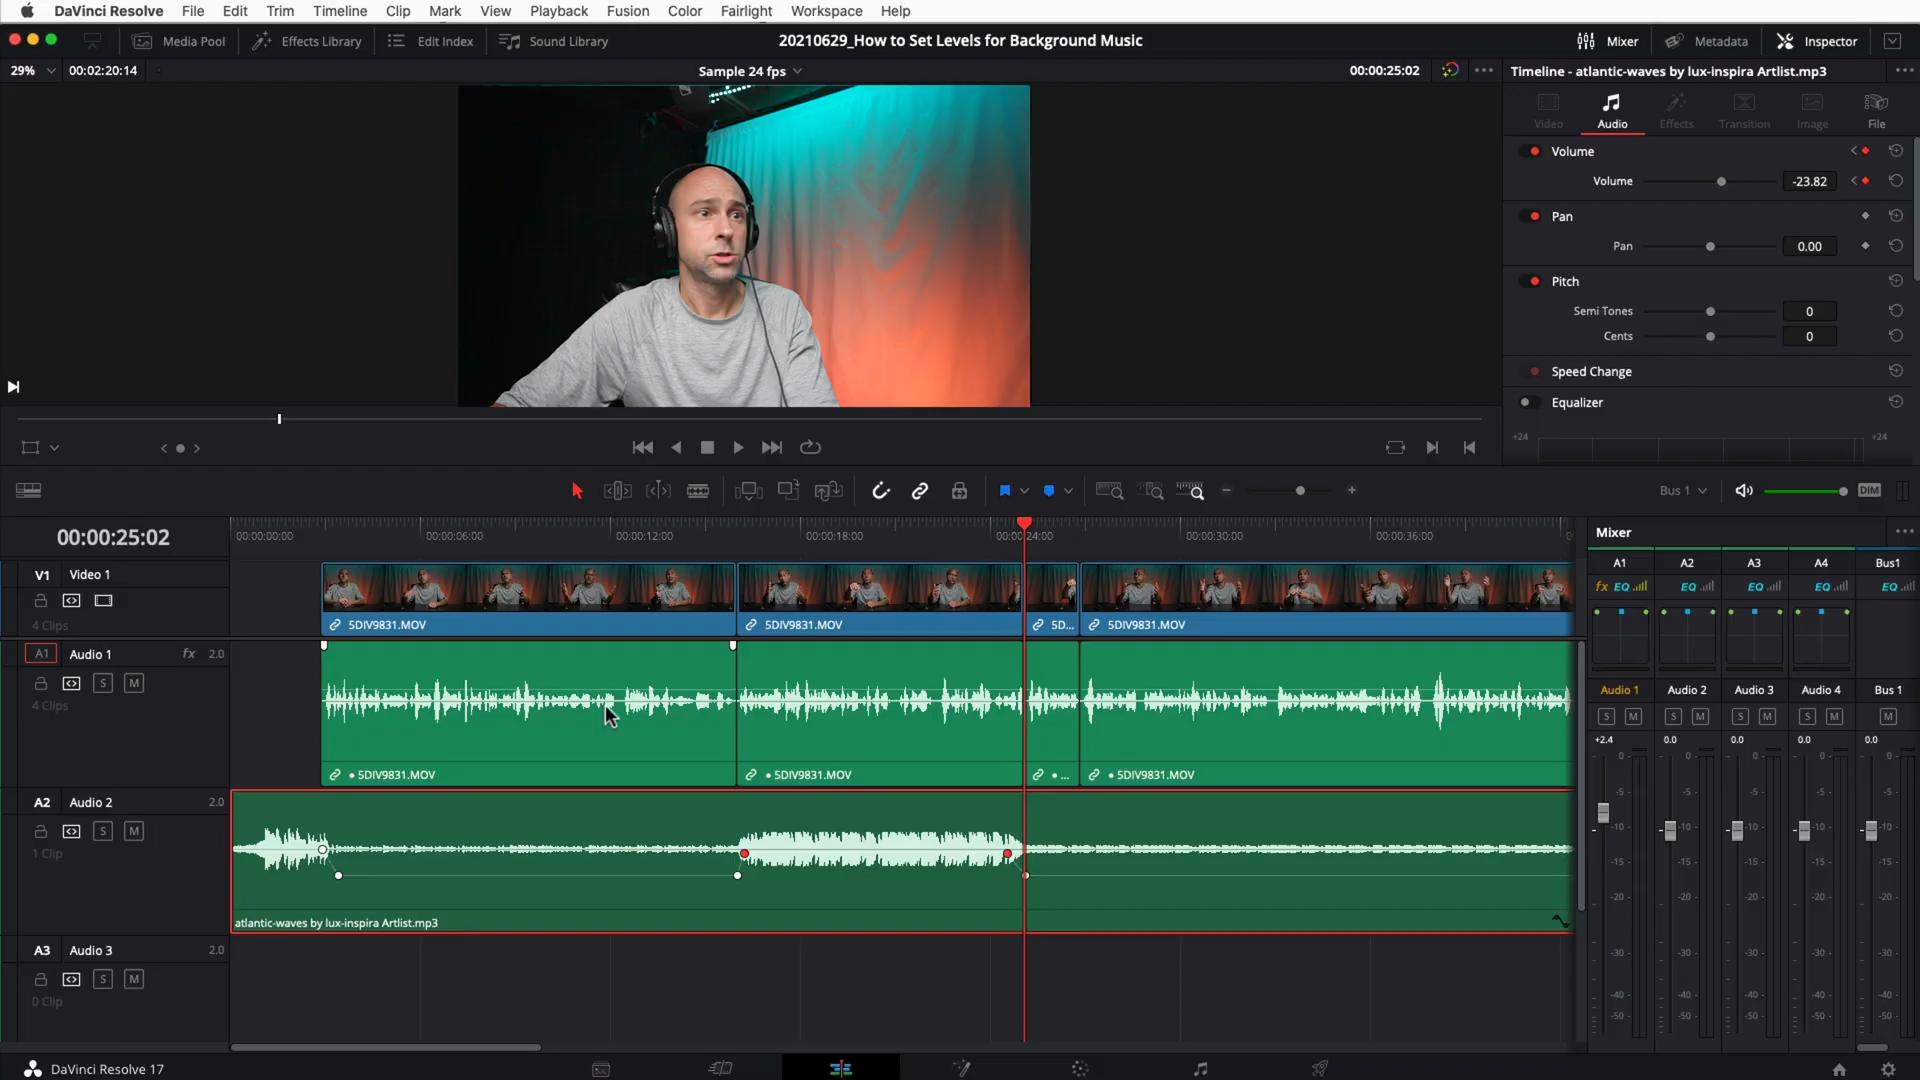 DaVinci Resolve File Edit Trim Timeline Clip Mark View Playback Fusion Color Fairlight Workspace Help
Media Pool Effects Library Edit Index Sound Library 20210629_How to Set Levels for Background Music Mixer Metadata Inspector
29% 00:02:20:14 Sample 24 fps 00:00:25:02 Timeline - atlantic-waves by lux-inspira Artlist.mp3
Video Audio Effects Transition Image File
Volume
Volume -23.82
Pan
Pan 0.00
Pitch
Semi Tones 0
Cents 0
Speed Change
Equalizer
+24 +24
Bus 1 DIM
00:00:25:02 00:00:00:00 00:00:06:00 00:00:12:00 00:00:18:00 00:00:24:00 00:00:30:00 00:00:36:00
Mixer
V1 Video 1
4 Clips
5DIV9831.MOV 5DIV9831.MOV 5D... 5DIV9831.MOV
A1 Audio 1 fx 2.0
S M
4 Clips
5DIV9831.MOV 5DIV9831.MOV ... 5DIV9831.MOV
A2 Audio 2 2.0
S M
1 Clip
atlantic-waves by lux-inspira Artlist.mp3
A3 Audio 3 2.0
S M
0 Clip
A1 A2 A3 A4 Bus1
fx EQ EQ EQ EQ EQ
Audio 1 Audio 2 Audio 3 Audio 4 Bus 1
S M S M S M S M M
+2.4 0.0 0.0 0.0 0.0
0 0 0 0 0
-5 -5 -5 -5 -5
-10 -10 -10 -10 -10
-15 -15 -15 -15 -15
-20 -20 -20 -20 -20
-30 -30 -30 -30 -30
-40 -40 -40 -40 -40
-50 -50 -50 -50 -50
DaVinci Resolve 17